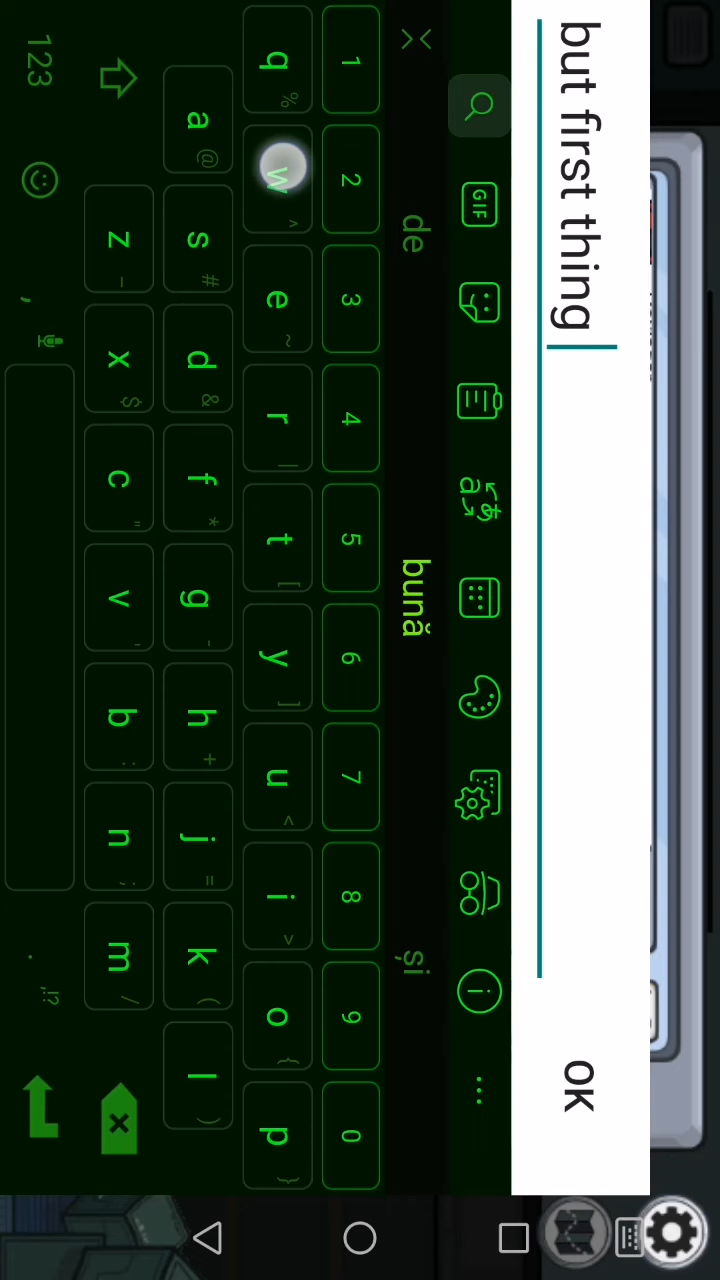 but first thing
OK
GIF
de bună și
1 2 3 4 5 6 7 8 9 0
q % w ^ e ~ r | t [ y ] u < i > o { p }
a @ s # d & f * g - h + j = k ( l )
z _ x $ c " v ' b : n ; m /
123 , . ,!?